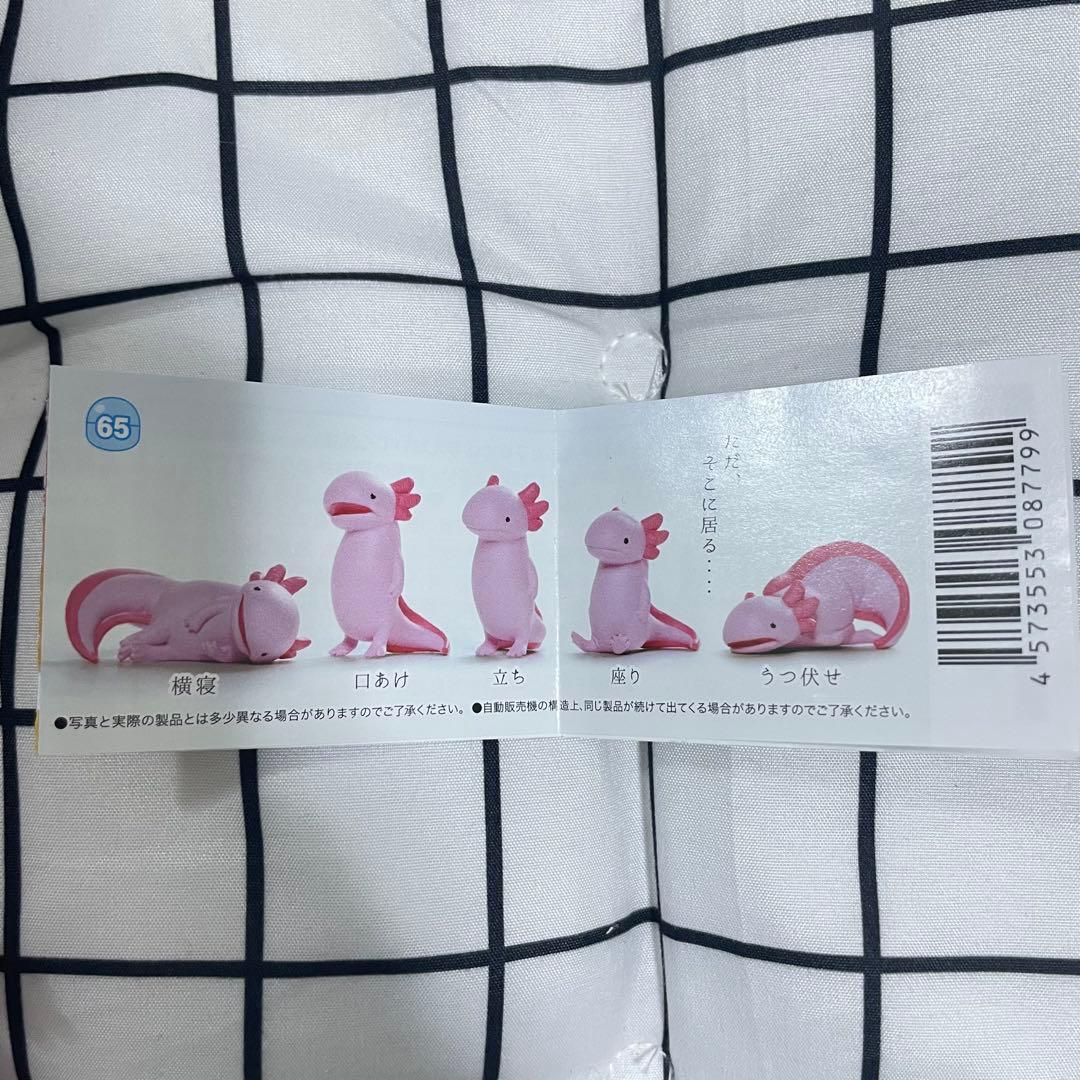 65
ただ、
そこに居る‥‥
横寝
口あけ
立ち
座り
うつ伏せ
●写真と実際の製品とは多少異なる場合がありますのでご了承ください。 ●自動販売機の構造上、同じ製品が続けて出てくる場合がありますのでご了承ください。
4 573553 087799